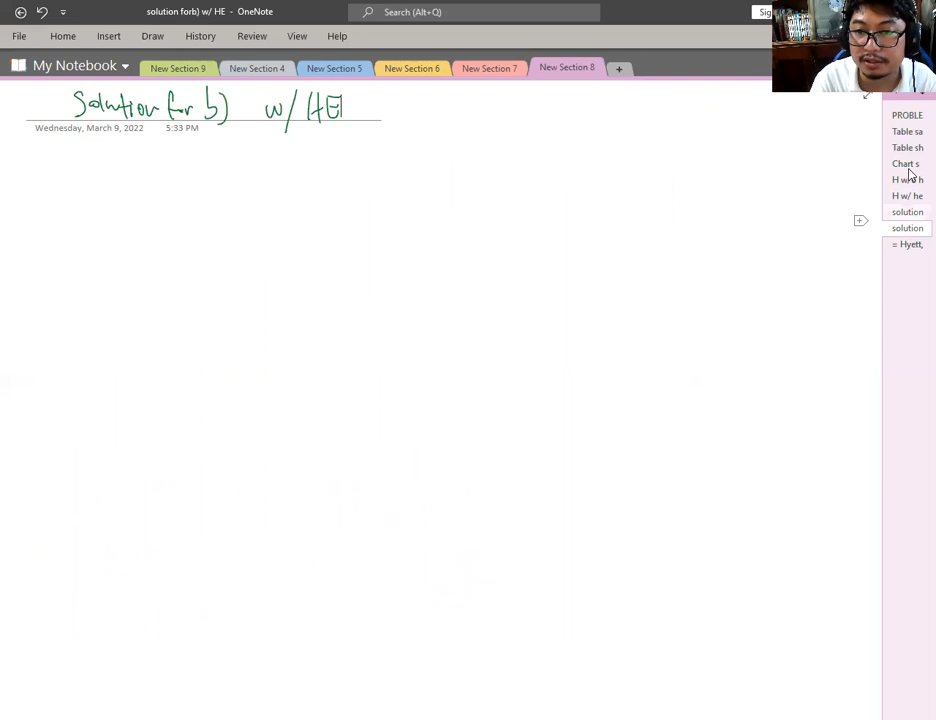 solution forb) w/ HE - OneNote
Search (Alt+Q)
Sig
File Home Insert Draw History Review Help
My Notebook
New Section 9 New Section 4 New Section 5 New Section 6 New Section 7 New Section 8
Solution for b) w/ HE
Wednesday, March 9, 2022 5:33 PM
PROBLE
Table sa
Table sh
Chart s
H w/ h
H w/ he
solution
solution
= Hyett,